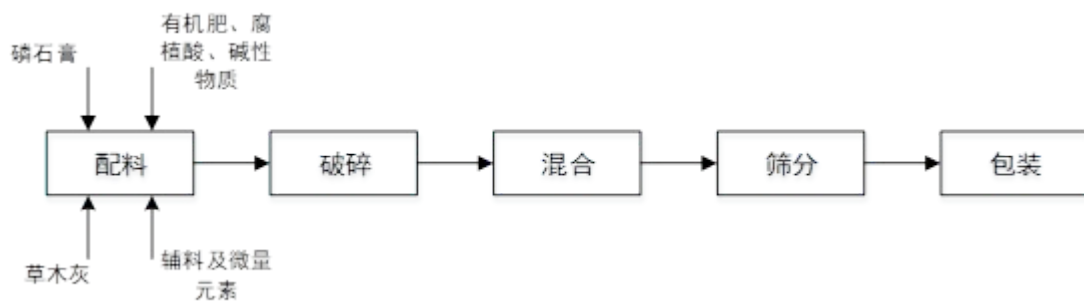 磷石膏
有机肥、腐
植酸、碱性
物质
配料
破碎
混合
筛分
包装
草木灰
辅料及微量
元素